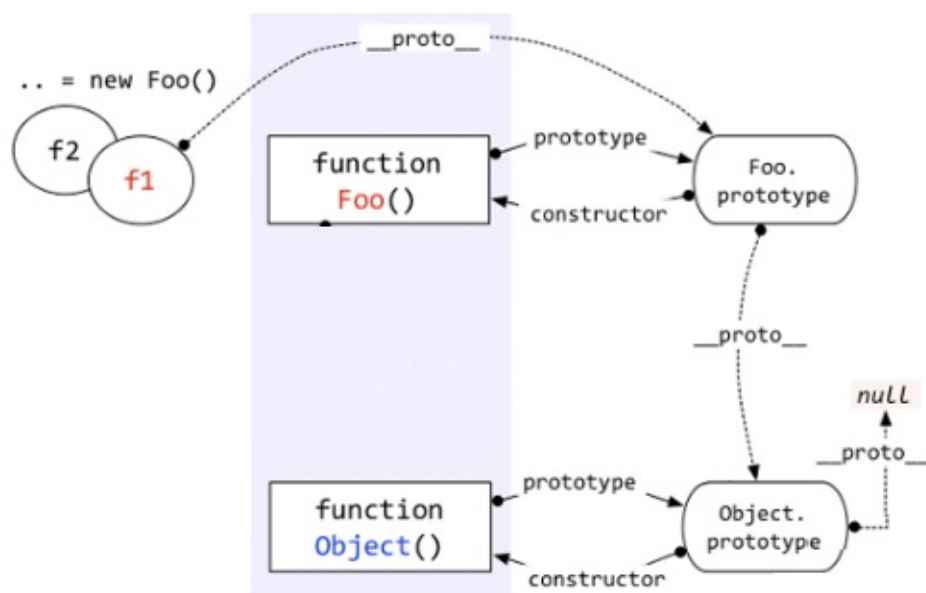 __proto__
.. = new Foo()
f2
f1
function
Foo()
prototype
constructor
Foo.
prototype
__proto__
null
__proto__
function
Object()
prototype
constructor
Object.
prototype